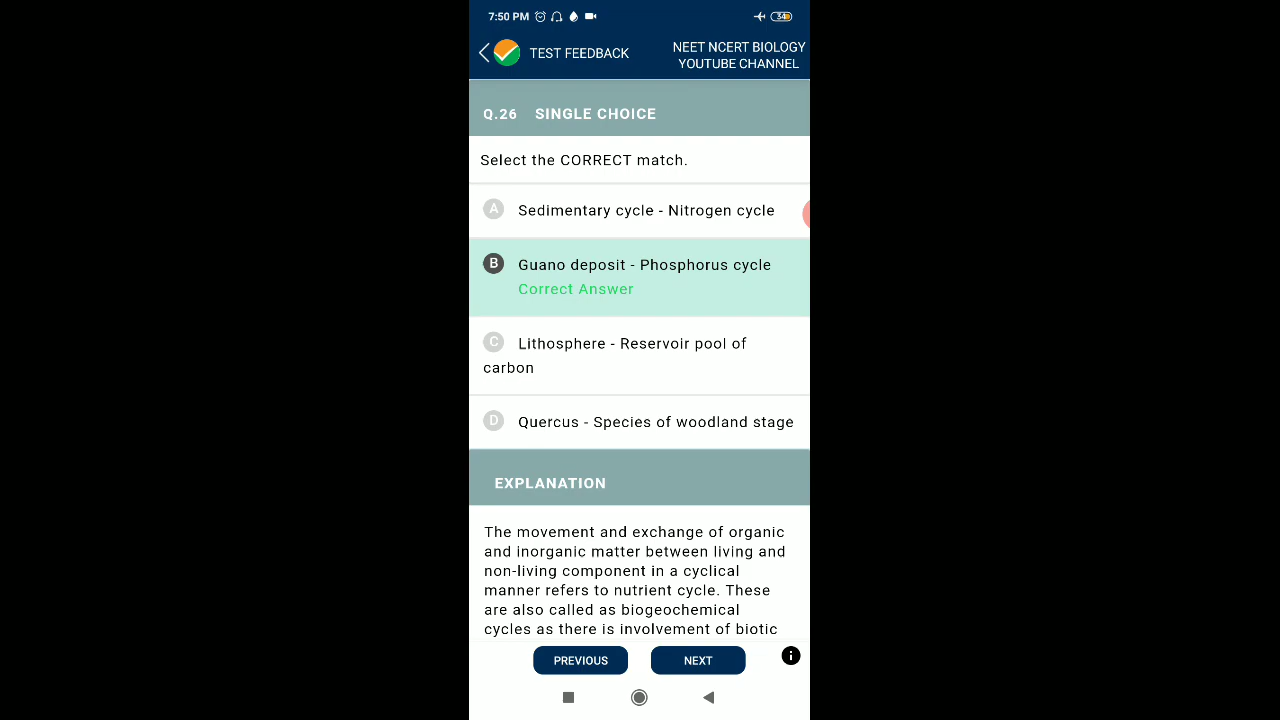 7:50 PM
34
TEST FEEDBACK
NEET NCERT BIOLOGY
YOUTUBE CHANNEL
Q.26 SINGLE CHOICE
Select the CORRECT match.
A Sedimentary cycle - Nitrogen cycle
B Guano deposit - Phosphorus cycle
Correct Answer
C Lithosphere - Reservoir pool of
carbon
D Quercus - Species of woodland stage
EXPLANATION
The movement and exchange of organic
and inorganic matter between living and
non-living component in a cyclical
manner refers to nutrient cycle. These
are also called as biogeochemical
cycles as there is involvement of biotic
PREVIOUS
NEXT